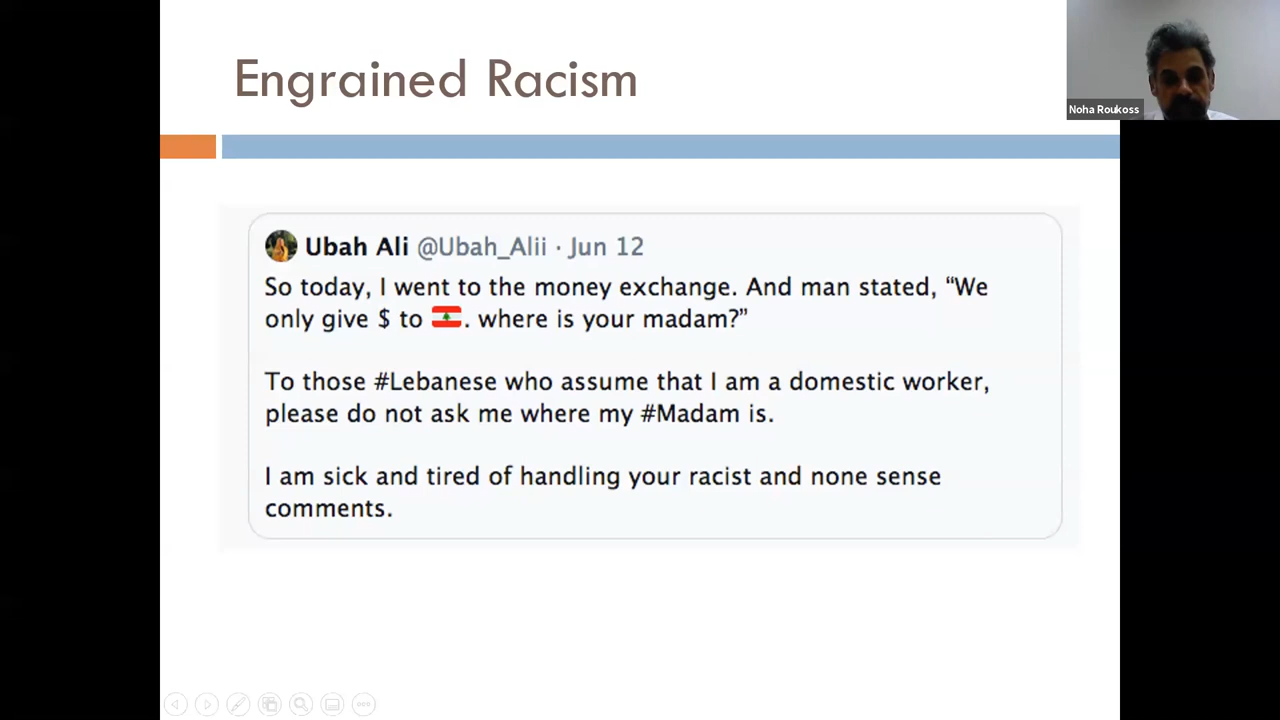 Engrained Racism
Noha Roukoss
Ubah Ali @Ubah_Alii · Jun 12
So today, I went to the money exchange. And man stated, “We
only give $ to 🇱🇧. where is your madam?”
To those #Lebanese who assume that I am a domestic worker,
please do not ask me where my #Madam is.
I am sick and tired of handling your racist and none sense
comments.